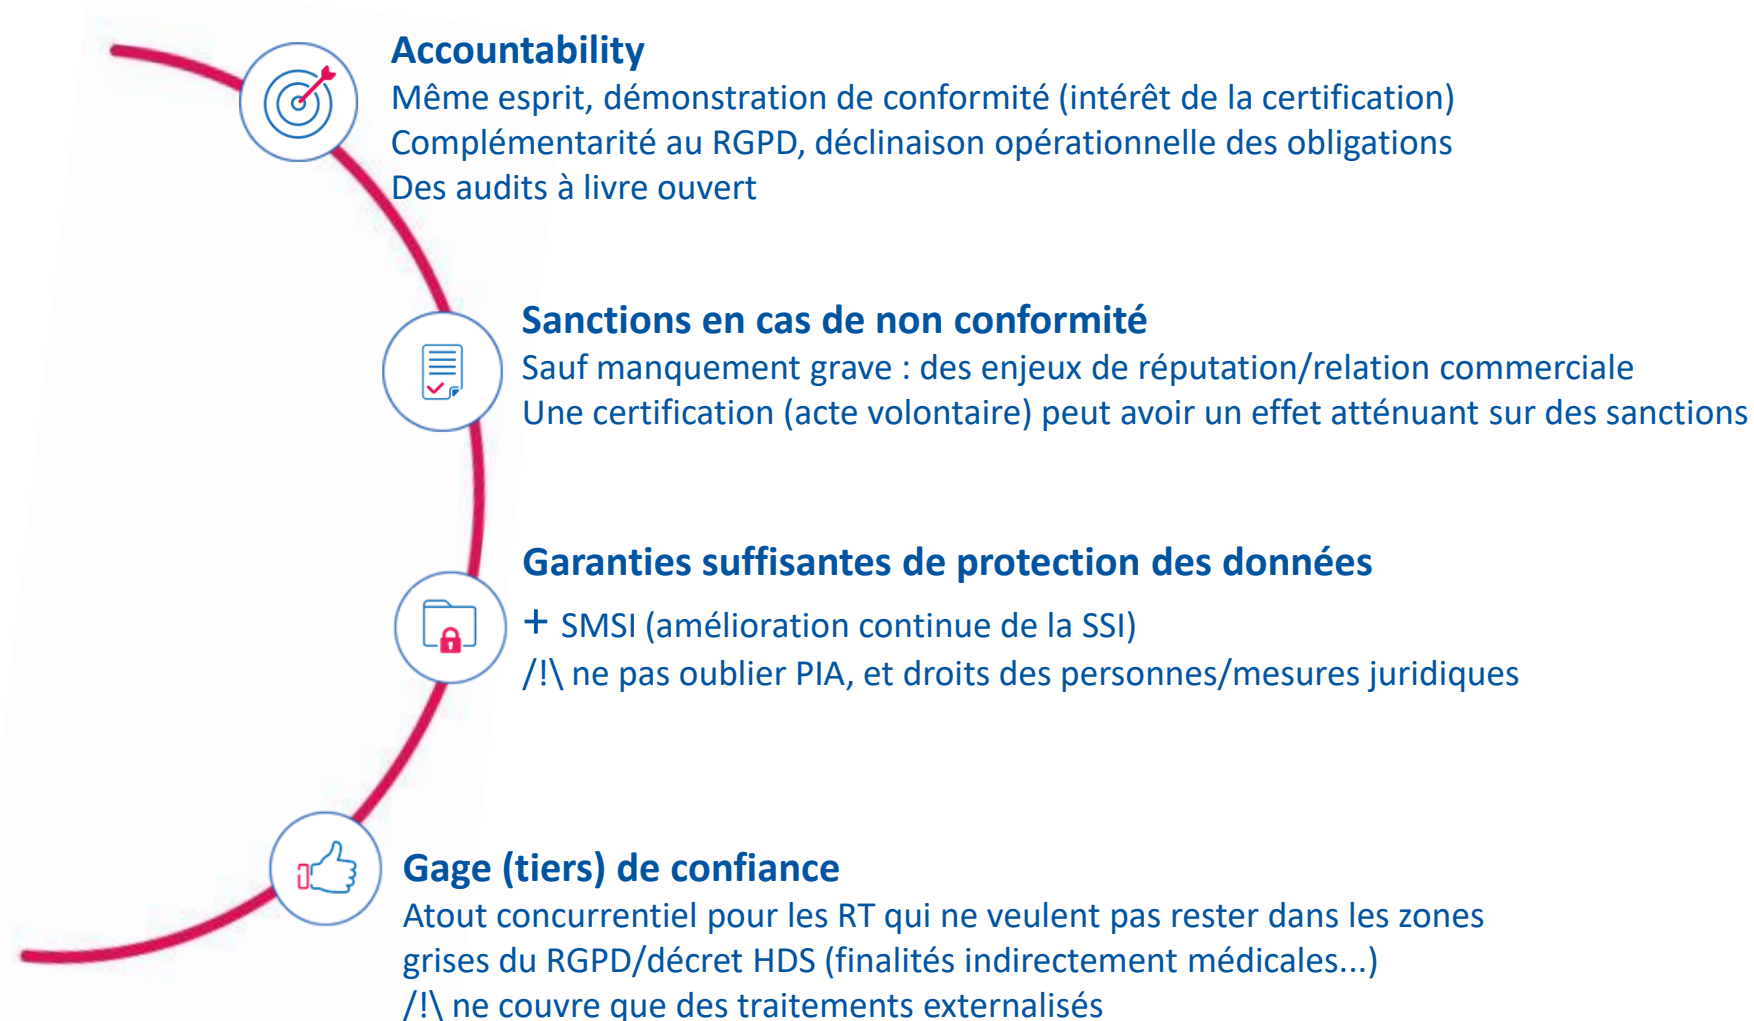 Accountability
Même esprit, démonstration de conformité (intérêt de la certification)
Complémentarité au RGPD, déclinaison opérationnelle des obligations
Des audits à livre ouvert
Sanctions en cas de non conformité
Sauf manquement grave : des enjeux de réputation/relation commerciale
Une certification (acte volontaire) peut avoir un effet atténuant sur des sanctions
Garanties suffisantes de protection des données
+ SMSI (amélioration continue de la SSI)
/!\ ne pas oublier PIA, et droits des personnes/mesures juridiques
Gage (tiers) de confiance
Atout concurrentiel pour les RT qui ne veulent pas rester dans les zones
grises du RGPD/décret HDS (finalités indirectement médicales...)
/!\ ne couvre que des traitements externalisés